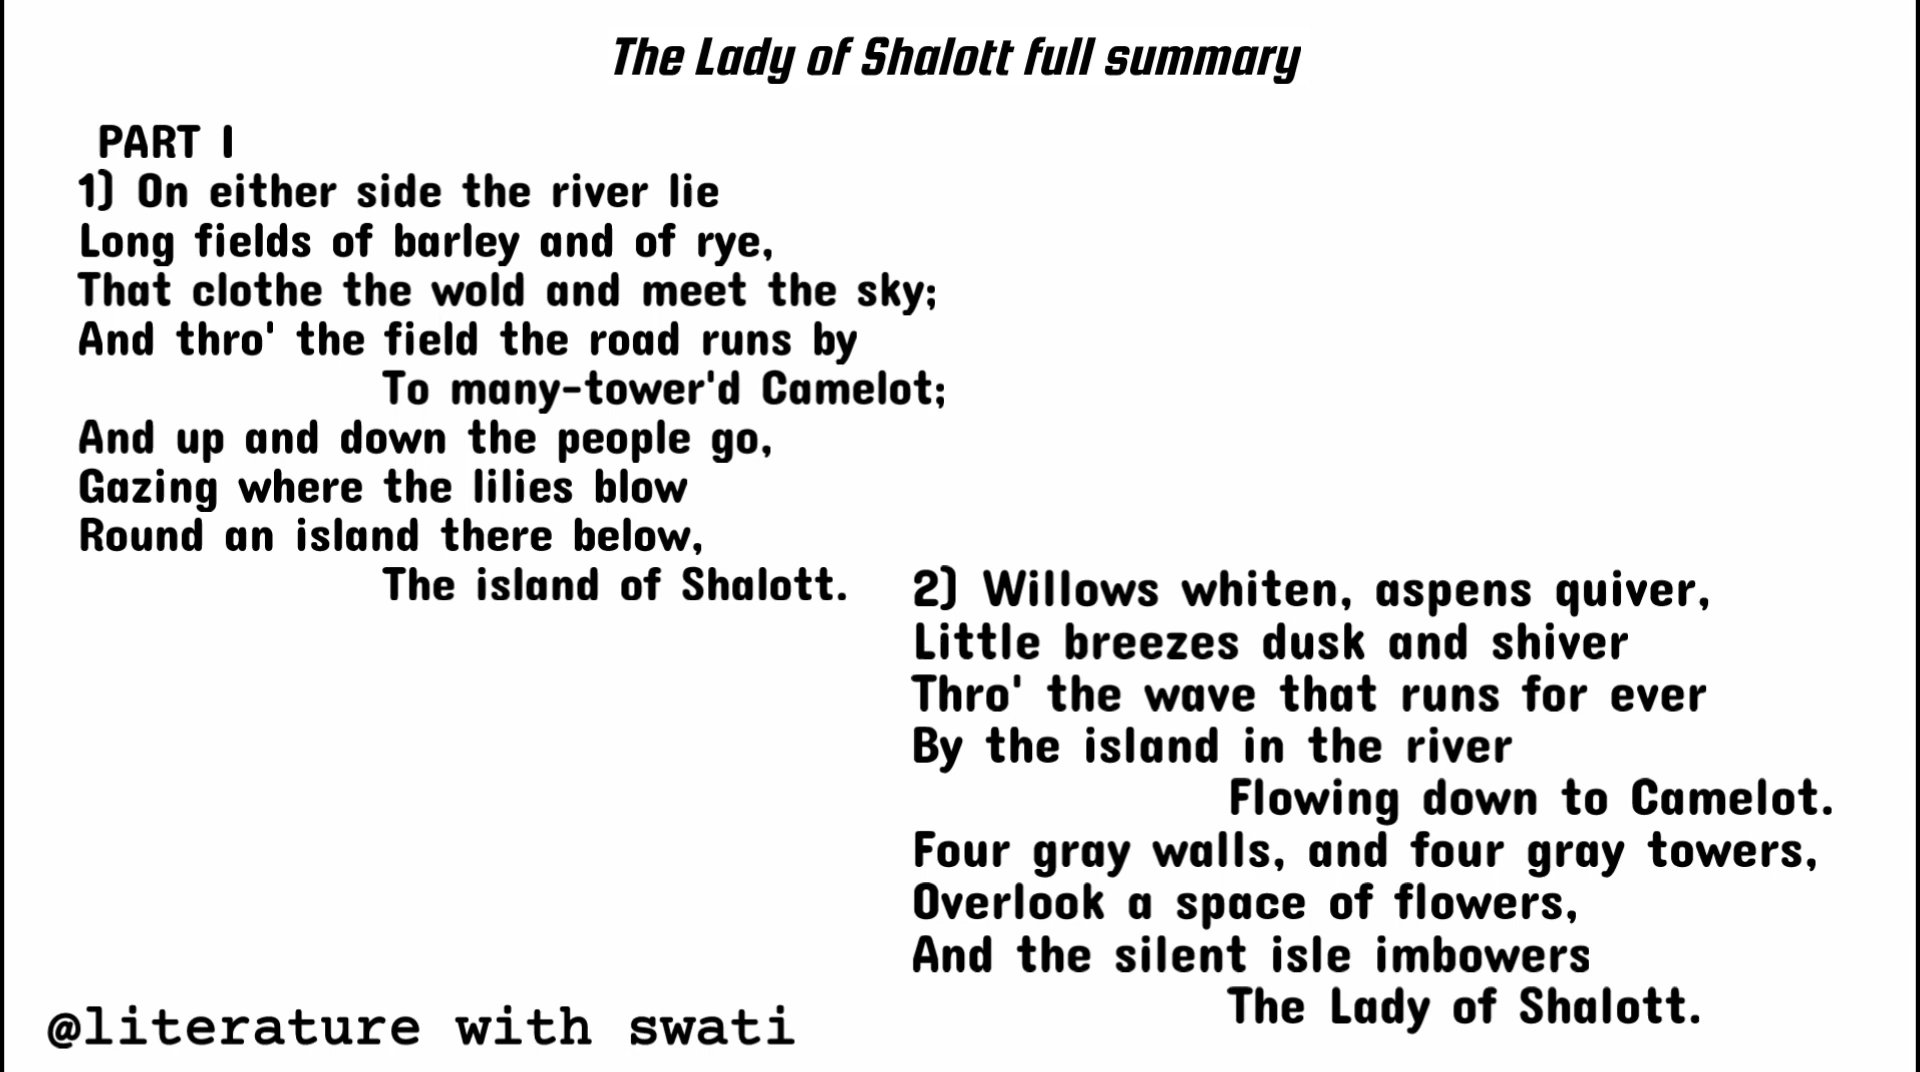 The Lady of Shalott full summary
PART I
1) On either side the river lie
Long fields of barley and of rye,
That clothe the wold and meet the sky;
And thro' the field the road runs by
To many-tower'd Camelot;
And up and down the people go,
Gazing where the lilies blow
Round an island there below,
The island of Shalott.
2) Willows whiten, aspens quiver,
Little breezes dusk and shiver
Thro' the wave that runs for ever
By the island in the river
Flowing down to Camelot.
Four gray walls, and four gray towers,
Overlook a space of flowers,
And the silent isle imbowers
The Lady of Shalott.
@literature with swati